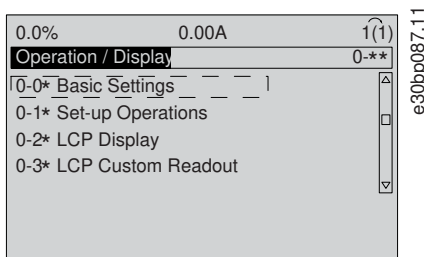 0.0% 0.00A 1(1)
Operation / Display 0-**
0-0* Basic Settings
0-1* Set-up Operations
0-2* LCP Display
0-3* LCP Custom Readout
e30bp087.11